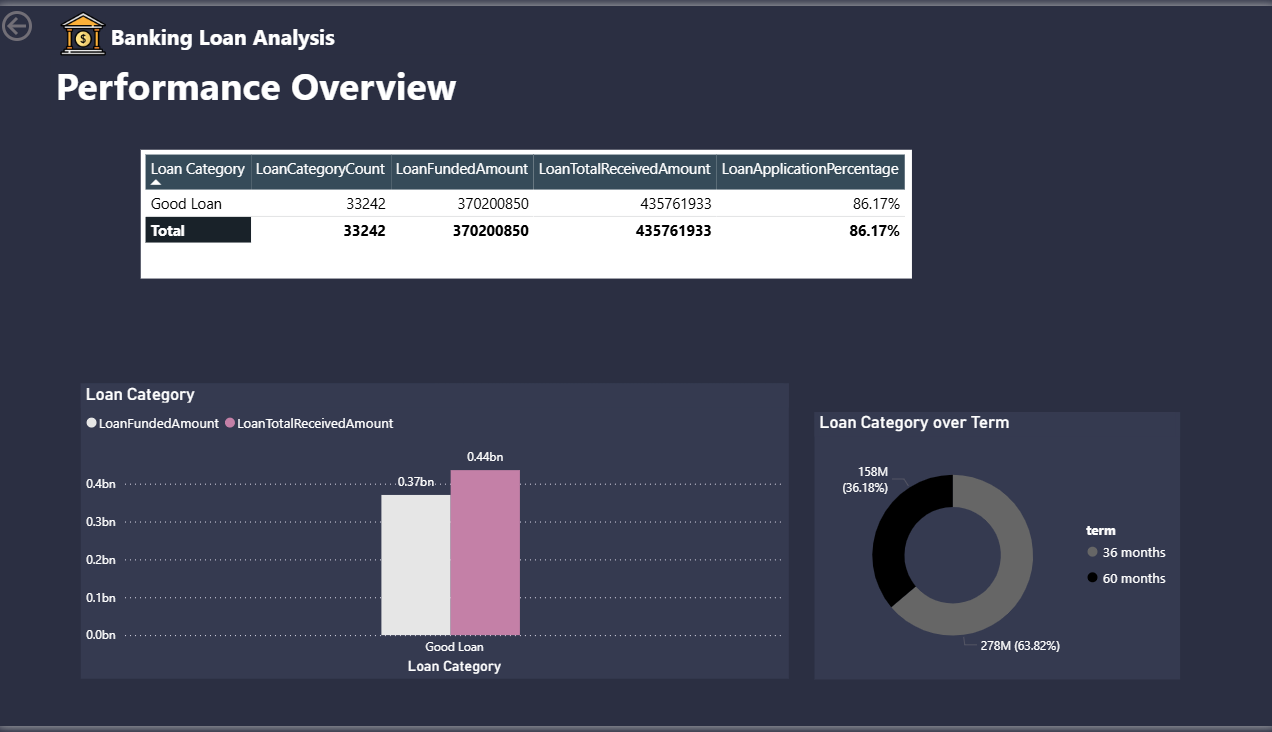 Banking Loan Analysis
Performance Overview
Loan Category LoanCategoryCount LoanFundedAmount LoanTotalReceivedAmount LoanApplicationPercentage
Good Loan 33242 370200850 435761933 86.17%
Total 33242 370200850 435761933 86.17%
Loan Category
LoanFundedAmount LoanTotalReceivedAmount
0.44bn
0.37bn
0.4bn
0.3bn
0.2bn
0.1bn
0.0bn
Good Loan
Loan Category
Loan Category over Term
158M
(36.18%)
278M (63.82%)
term
36 months
60 months